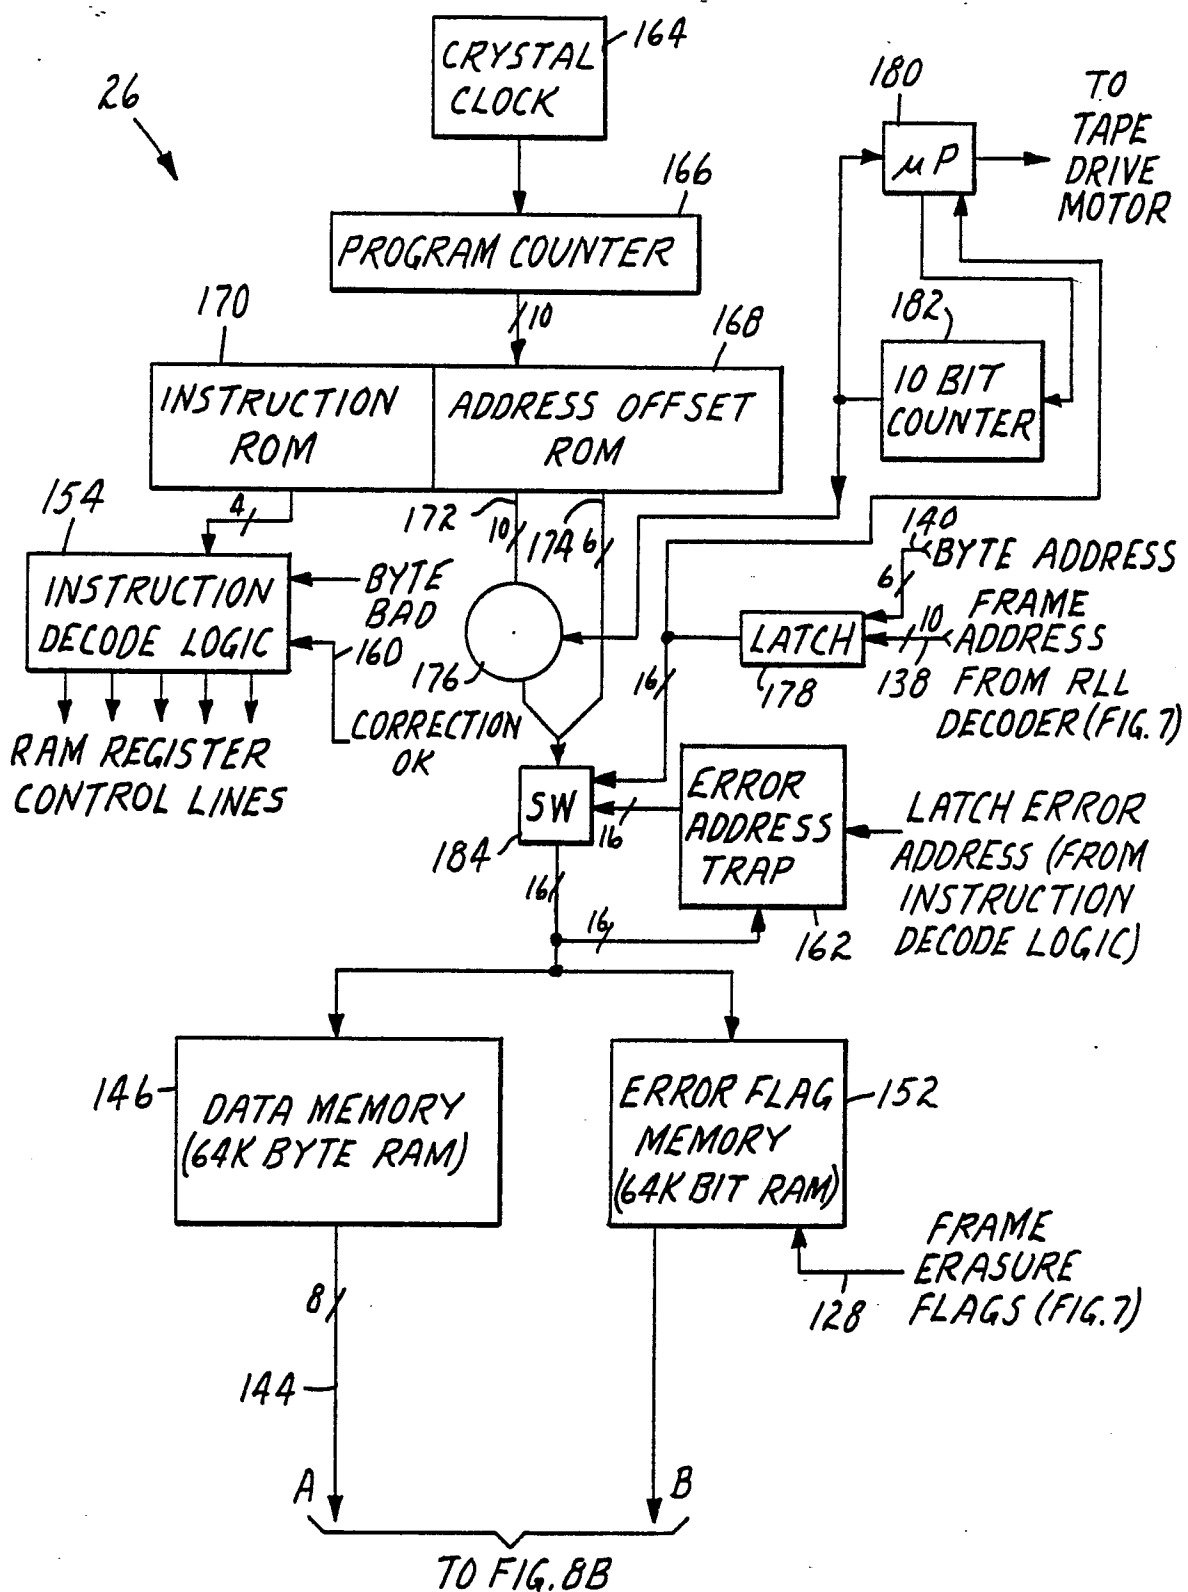 CRYSTAL
CLOCK
164
26
180
µP
TO
TAPE
DRIVE
MOTOR
166
PROGRAM COUNTER
10
170
168
182
INSTRUCTION
ROM
ADDRESS OFFSET
ROM
10 BIT
COUNTER
154
4
172
10
174
6
140
BYTE ADDRESS
6
INSTRUCTION
DECODE LOGIC
BYTE
BAD
160
CORRECTION
OK
176
16
LATCH
178
10
138
FRAME
ADDRESS
FROM RLL
DECODER (FIG. 7)
RAM REGISTER
CONTROL LINES
SW
184
16
16
ERROR
ADDRESS
TRAP
162
LATCH ERROR
ADDRESS (FROM
INSTRUCTION
DECODE LOGIC)
16
146
DATA MEMORY
(64K BYTE RAM)
ERROR FLAG
MEMORY
(64K BIT RAM)
152
8
144
128
FRAME
ERASURE
FLAGS (FIG. 7)
A
B
TO FIG. 8B